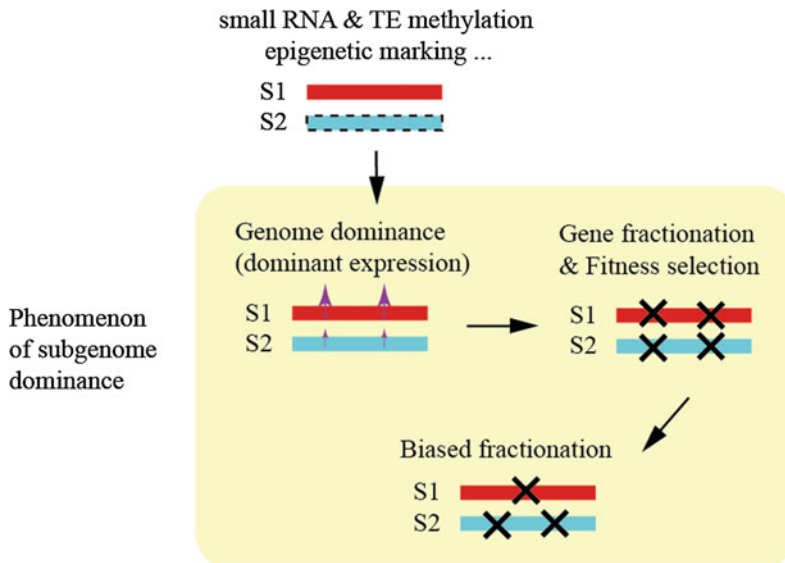 small RNA & TE methylation
epigenetic marking ...
S1
S2
Genome dominance
(dominant expression)
S1
S2
Gene fractionation
& Fitness selection
S1
S2
Phenomenon
of subgenome
dominance
Biased fractionation
S1
S2